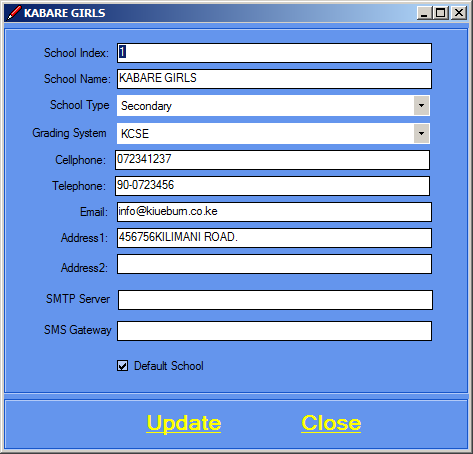 KABARE GIRLS
School Index: 1
School Name: KABARE GIRLS
School Type Secondary
Grading System KCSE
Cellphone: 072341237
Telephone: 90-0723456
Email: info@kiueburn.co.ke
Address1: 456756KILIMANI ROAD.
Address2:
SMTP Server
SMS Gateway
Default School
Update Close